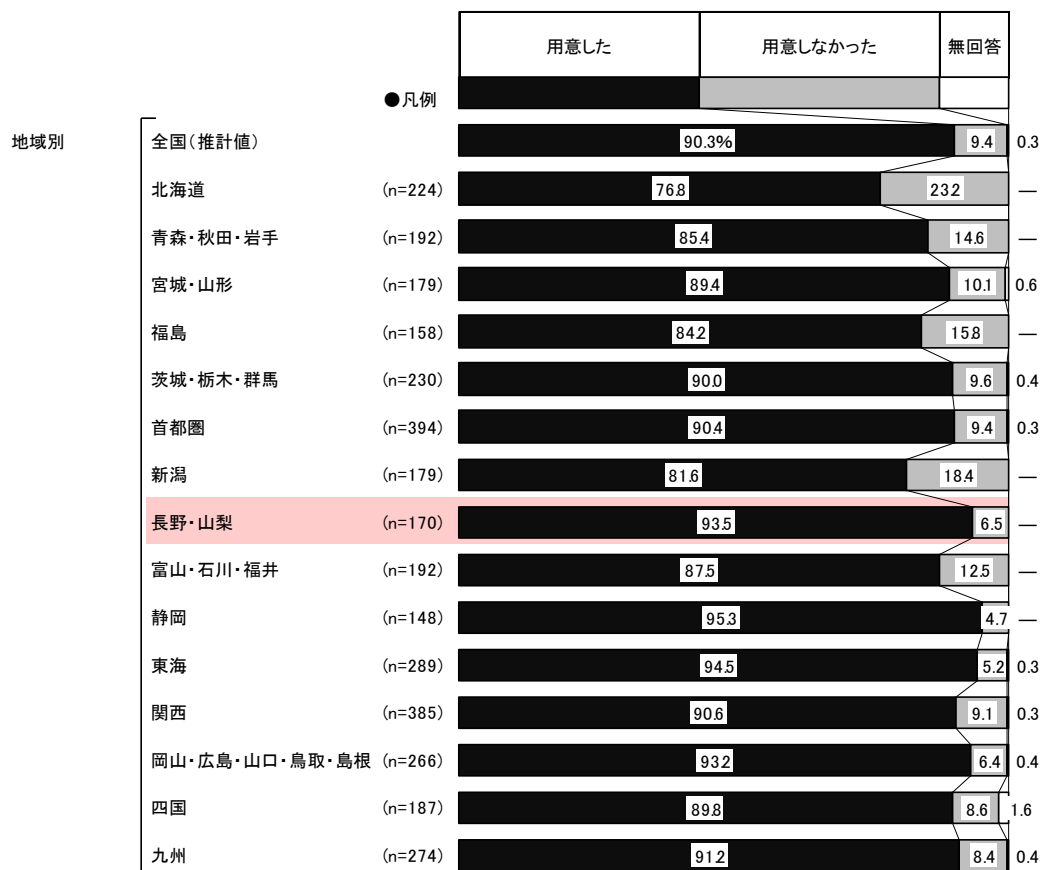 用意した 用意しなかった 無回答
●凡例
地域別 全国(推計値) 90.3% 9.4 0.3
北海道 (n=224) 76.8 23.2 —
青森・秋田・岩手 (n=192) 85.4 14.6 —
宮城・山形 (n=179) 89.4 10.1 0.6
福島 (n=158) 84.2 15.8 —
茨城・栃木・群馬 (n=230) 90.0 9.6 0.4
首都圏 (n=394) 90.4 9.4 0.3
新潟 (n=179) 81.6 18.4 —
長野・山梨 (n=170) 93.5 6.5 —
富山・石川・福井 (n=192) 87.5 12.5 —
静岡 (n=148) 95.3 4.7 —
東海 (n=289) 94.5 5.2 0.3
関西 (n=385) 90.6 9.1 0.3
岡山・広島・山口・鳥取・島根 (n=266) 93.2 6.4 0.4
四国 (n=187) 89.8 8.6 1.6
九州 (n=274) 91.2 8.4 0.4